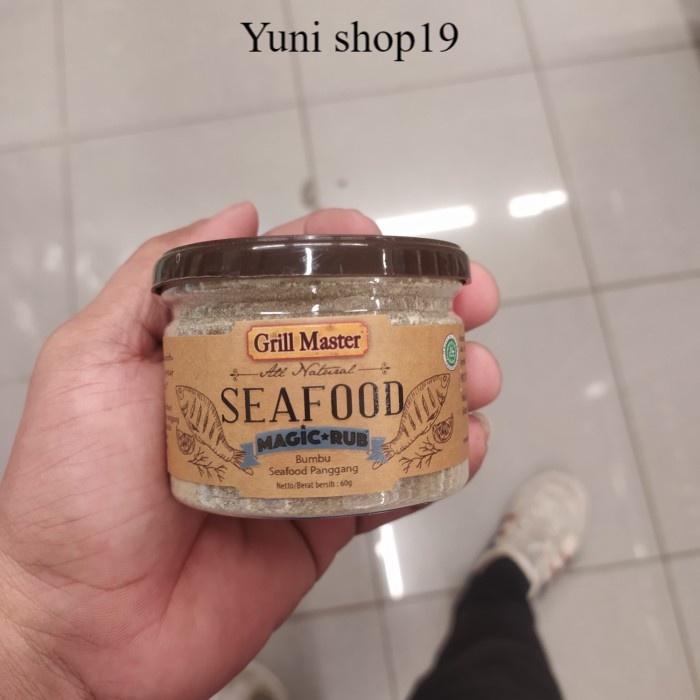 Yuni shop19
Grill Master
All Natural
SEAFOOD
MAGIC★RUB
Bumbu
Seafood Panggang
Netto/Berat bersih : 60g